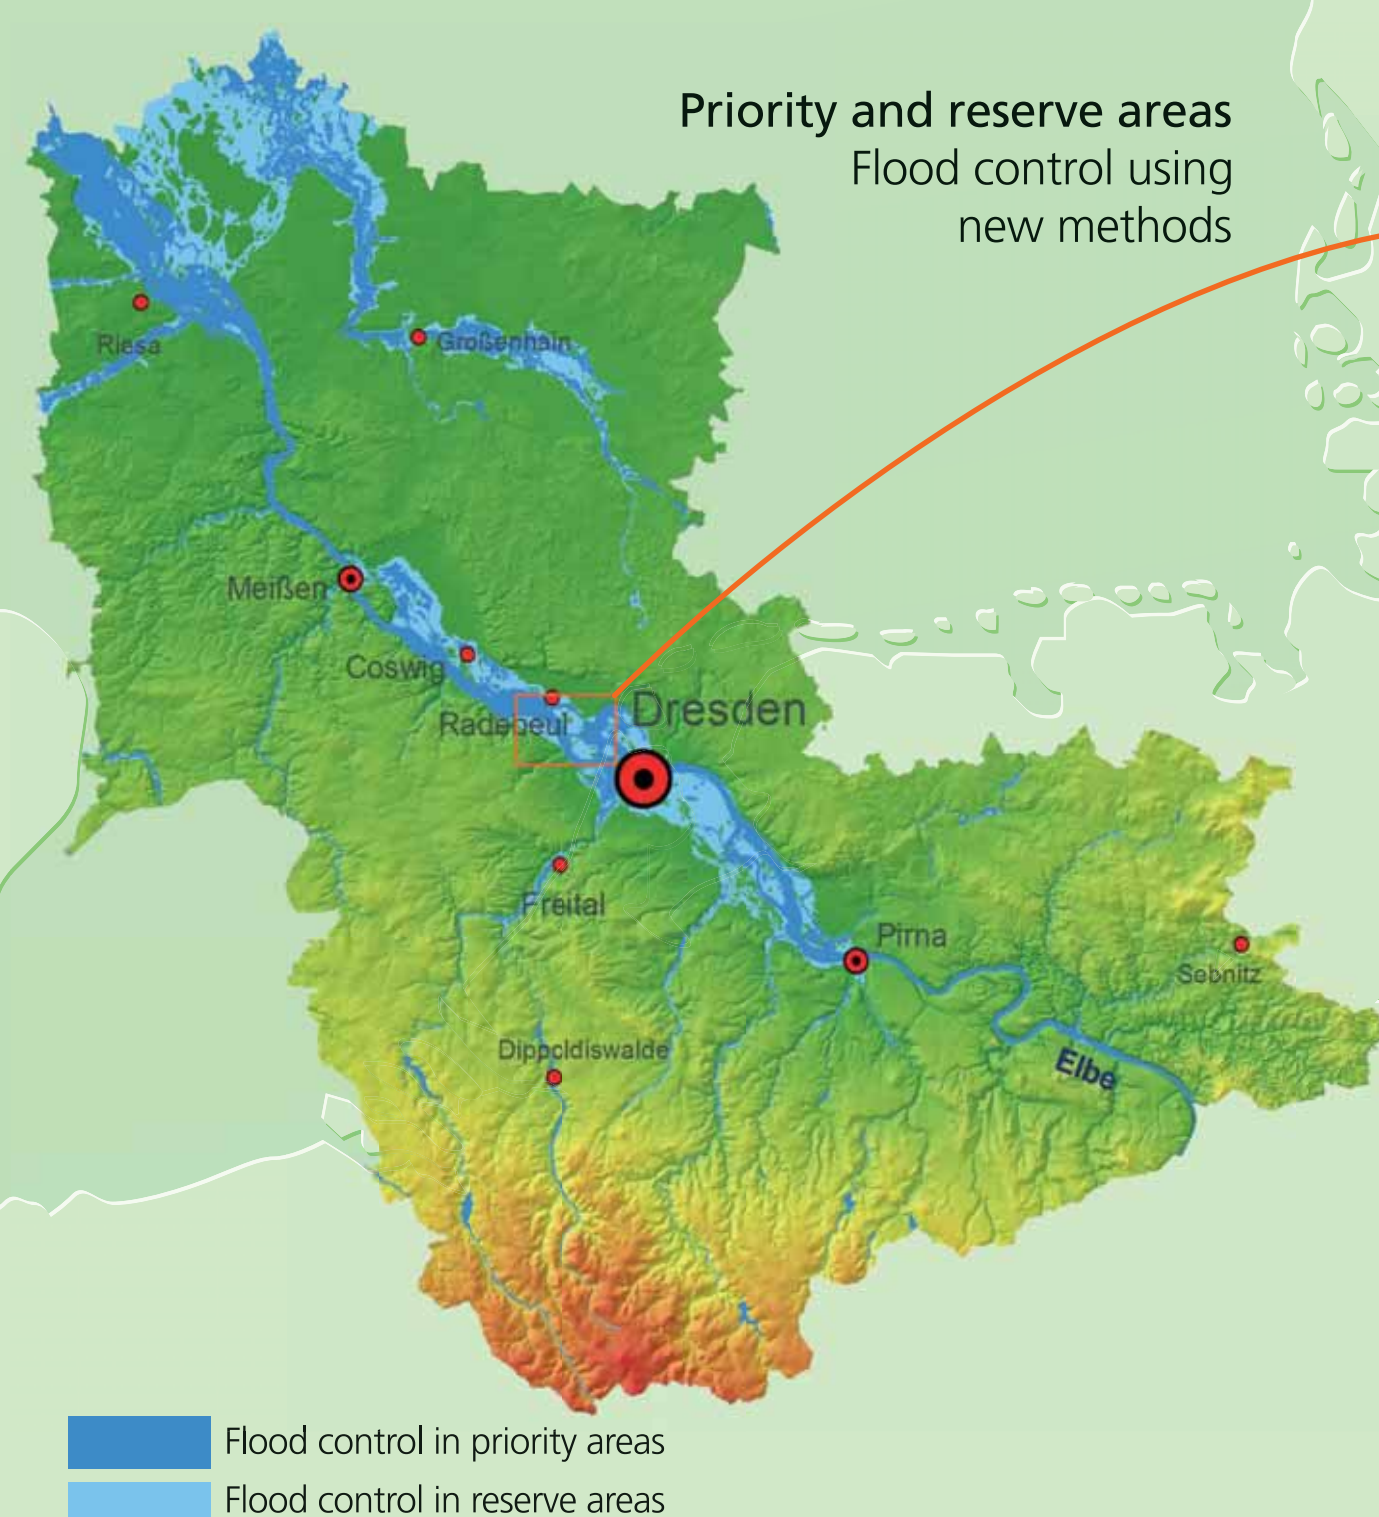 Priority and reserve areas
Flood control using
new methods
Riesa
Großenhain
Meißen
Coswig
Radebeul
Dresden
Freital
Pirna
Sebnitz
Dippoldiswalde
Elbe
Flood control in priority areas
Flood control in reserve areas